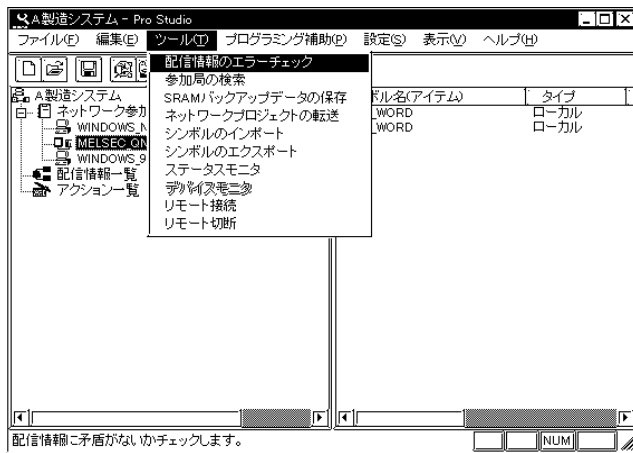 A製造システム - Pro Studio
ファイル(F) 編集(E) ツール(T) プログラミング補助(P) 設定(S) 表示(V) ヘルプ(H)
配信情報のエラーチェック
参加局の検索
SRAMバックアップデータの保存
ネットワークプロジェクトの転送
シンボルのインポート
シンボルのエクスポート
ステータスモニタ
デバイスモニタ
リモート接続
リモート切断
A製造システム
ネットワーク参加
WINDOWS_N
MELSEC_QN
WINDOWS_9
配信情報一覧
アクション一覧
ボル名(アイテム) タイプ
_WORD ローカル
_WORD ローカル
配信情報に矛盾がないかチェックします。
NUM